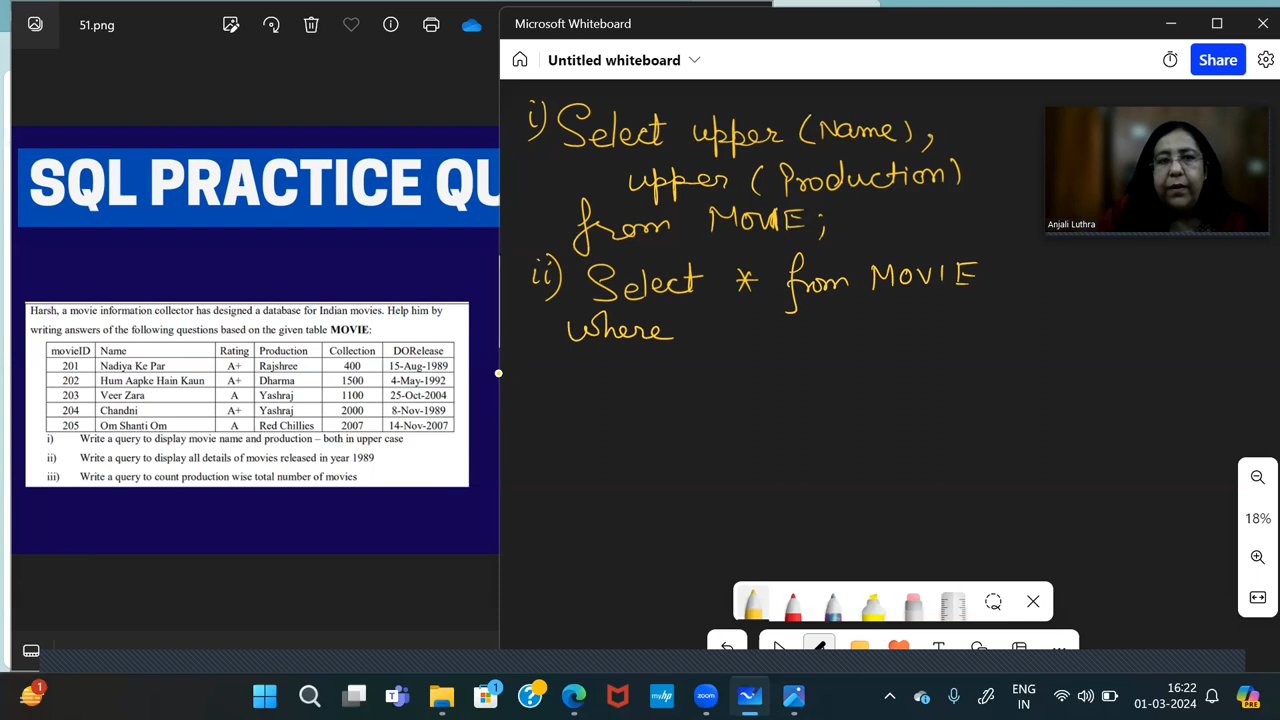 51.png
Microsoft Whiteboard
Untitled whiteboard
Share
SQL PRACTICE QU
Harsh, a movie information collector has designed a database for Indian movies. Help him by
writing answers of the following questions based on the given table MOVIE:
movieID Name Rating Production Collection DORelease
201 Nadiya Ke Par A+ Rajshree 400 15-Aug-1989
202 Hum Aapke Hain Kaun A+ Dharma 1500 4-May-1992
203 Veer Zara A Yashraj 1100 25-Oct-2004
204 Chandni A+ Yashraj 2000 8-Nov-1989
205 Om Shanti Om A Red Chillies 2007 14-Nov-2007
i) Write a query to display movie name and production – both in upper case
ii) Write a query to display all details of movies released in year 1989
iii) Write a query to count production wise total number of movies
i) Select upper (Name),
upper (Production)
from MOVIE;
ii) Select * from MOVIE
where
Anjali Luthra
18%
1
1
myhp
zoom
ENG
IN
16:22
01-03-2024
PRE